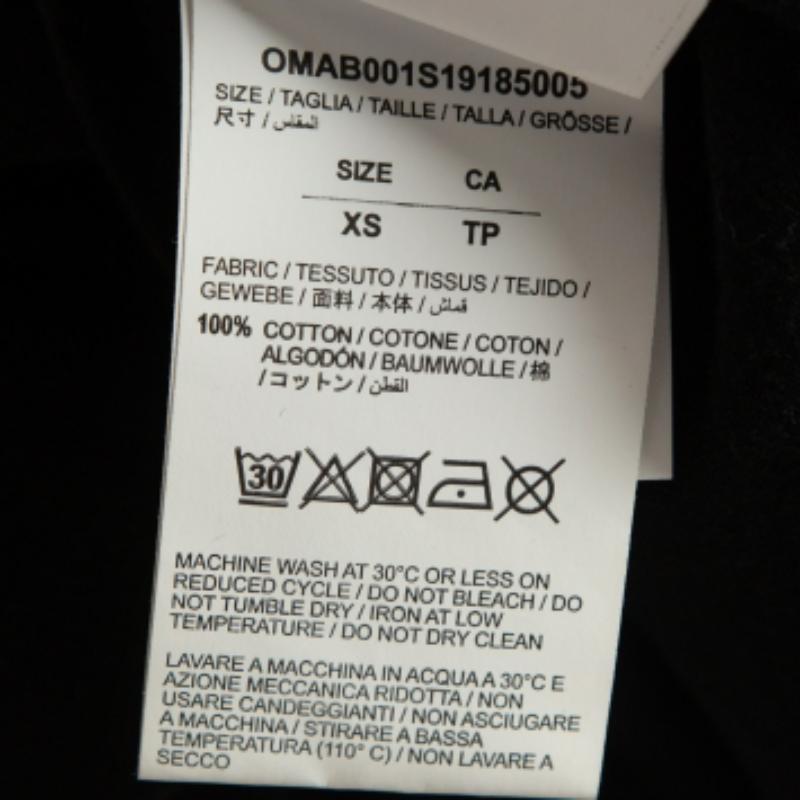 OMAB001S19185005
SIZE / TAGLIA / TAILLE / TALLA / GRÖSSE /
尺寸 / المقاس
SIZE CA
XS TP
FABRIC / TESSUTO / TISSUS / TEJIDO /
GEWEBE / 面料 / 本体 / قماش
100% COTTON / COTONE / COTON /
ALGODÓN / BAUMWOLLE / 棉
/ コットン / القطن
30
MACHINE WASH AT 30°C OR LESS ON
REDUCED CYCLE / DO NOT BLEACH / DO
NOT TUMBLE DRY / IRON AT LOW
TEMPERATURE / DO NOT DRY CLEAN
LAVARE A MACCHINA IN ACQUA A 30°C E
AZIONE MECCANICA RIDOTTA / NON
USARE CANDEGGIANTI / NON ASCIUGARE
A MACCHINA / STIRARE A BASSA
TEMPERATURA (110° C) / NON LAVARE A
SECCO